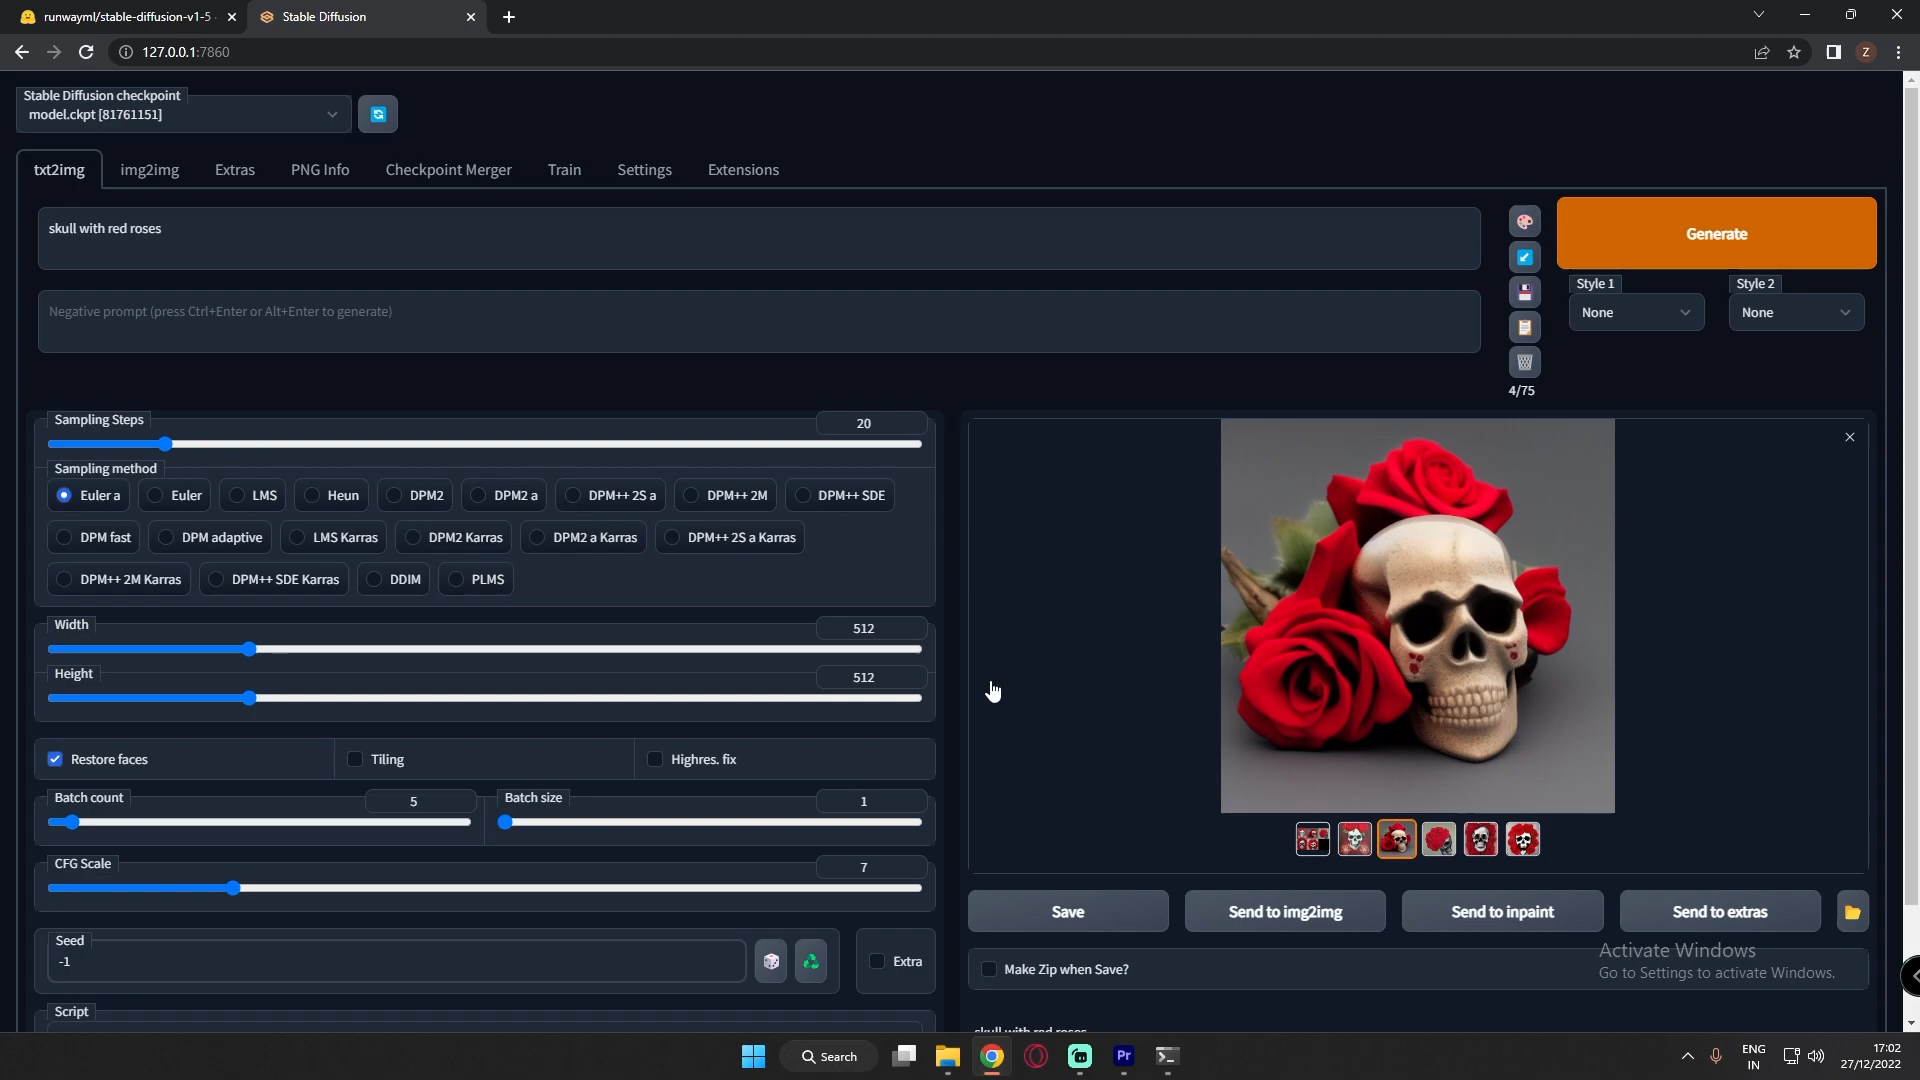 runwayml/stable-diffusion-v1-5
Stable Diffusion
127.0.0.1:7860
Z
Stable Diffusion checkpoint
model.ckpt [81761151]
txt2img img2img Extras PNG Info Checkpoint Merger Train Settings Extensions
skull with red roses
Generate
Negative prompt (press Ctrl+Enter or Alt+Enter to generate)
Style 1 Style 2
None None
4/75
Sampling Steps 20
Sampling method
Euler a Euler LMS Heun DPM2 DPM2 a DPM++ 2S a DPM++ 2M DPM++ SDE
DPM fast DPM adaptive LMS Karras DPM2 Karras DPM2 a Karras DPM++ 2S a Karras
DPM++ 2M Karras DPM++ SDE Karras DDIM PLMS
Width 512
Height 512
Restore faces Tiling Highres. fix
Batch count 5 Batch size 1
CFG Scale 7
Seed
-1
Extra
Script
Save Send to img2img Send to inpaint Send to extras
Make Zip when Save?
Activate Windows
Go to Settings to activate Windows.
skull with red roses
Search
Pr
ENG
IN
17:02
27/12/2022